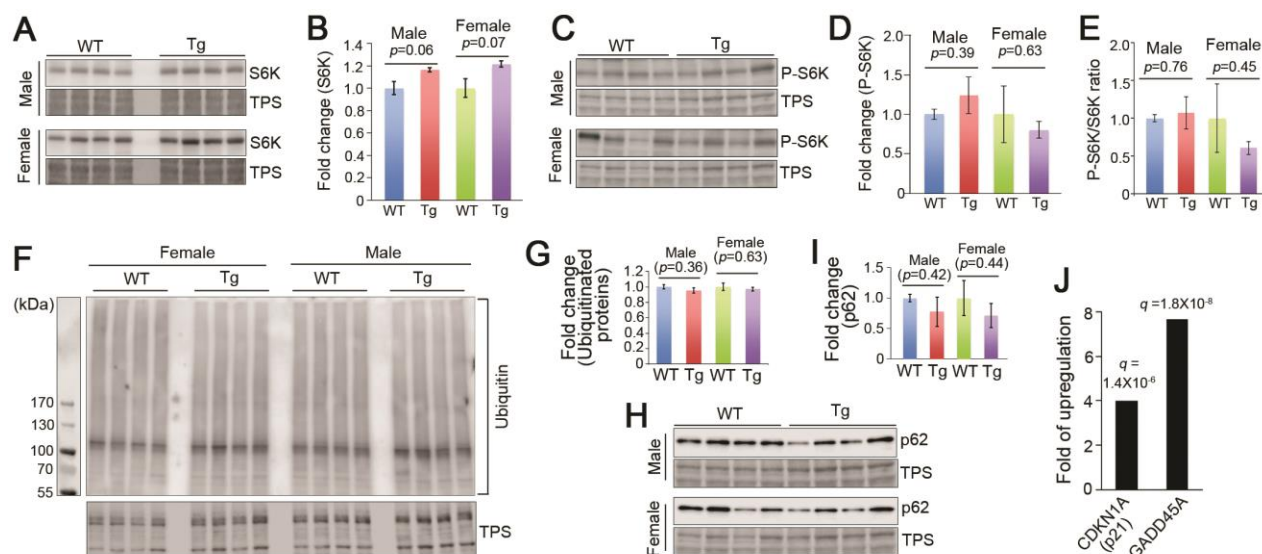 A
WT
Tg
Male
S6K
TPS
Female
S6K
TPS
B
Male
p=0.06
Female
p=0.07
Fold change (S6K)
1.4
1.2
1.0
0.8
0.6
0.4
0.2
0
WT
Tg
WT
Tg
C
WT
Tg
Male
P-S6K
TPS
Female
P-S6K
TPS
D
Male
p=0.39
Female
p=0.63
Fold change (P-S6K)
2.0
1.5
1.0
0.5
0
WT
Tg
WT
Tg
E
Male
p=0.76
Female
p=0.45
P-S6K/S6K ratio
2.0
1.5
1.0
0.5
0
WT
Tg
WT
Tg
F
Female
Male
WT
Tg
WT
Tg
(kDa)
170
130
100
70
55
Ubiquitin
TPS
G
Male
(p=0.36)
Female
(p=0.63)
Fold change
(Ubiquitinated
proteins)
1.2
1.0
0.8
0.6
0.4
0.2
0
WT
Tg
WT
Tg
H
WT
Tg
Male
p62
TPS
Female
p62
TPS
I
Male
(p=0.42)
Female
(p=0.44)
Fold change
(p62)
2.0
1.5
1.0
0.5
0
WT
Tg
WT
Tg
J
q =1.8X10-8
q =
1.4X10-6
Fold of upregulation
8
6
4
2
0
CDKN1A
(p21)
GADD45A